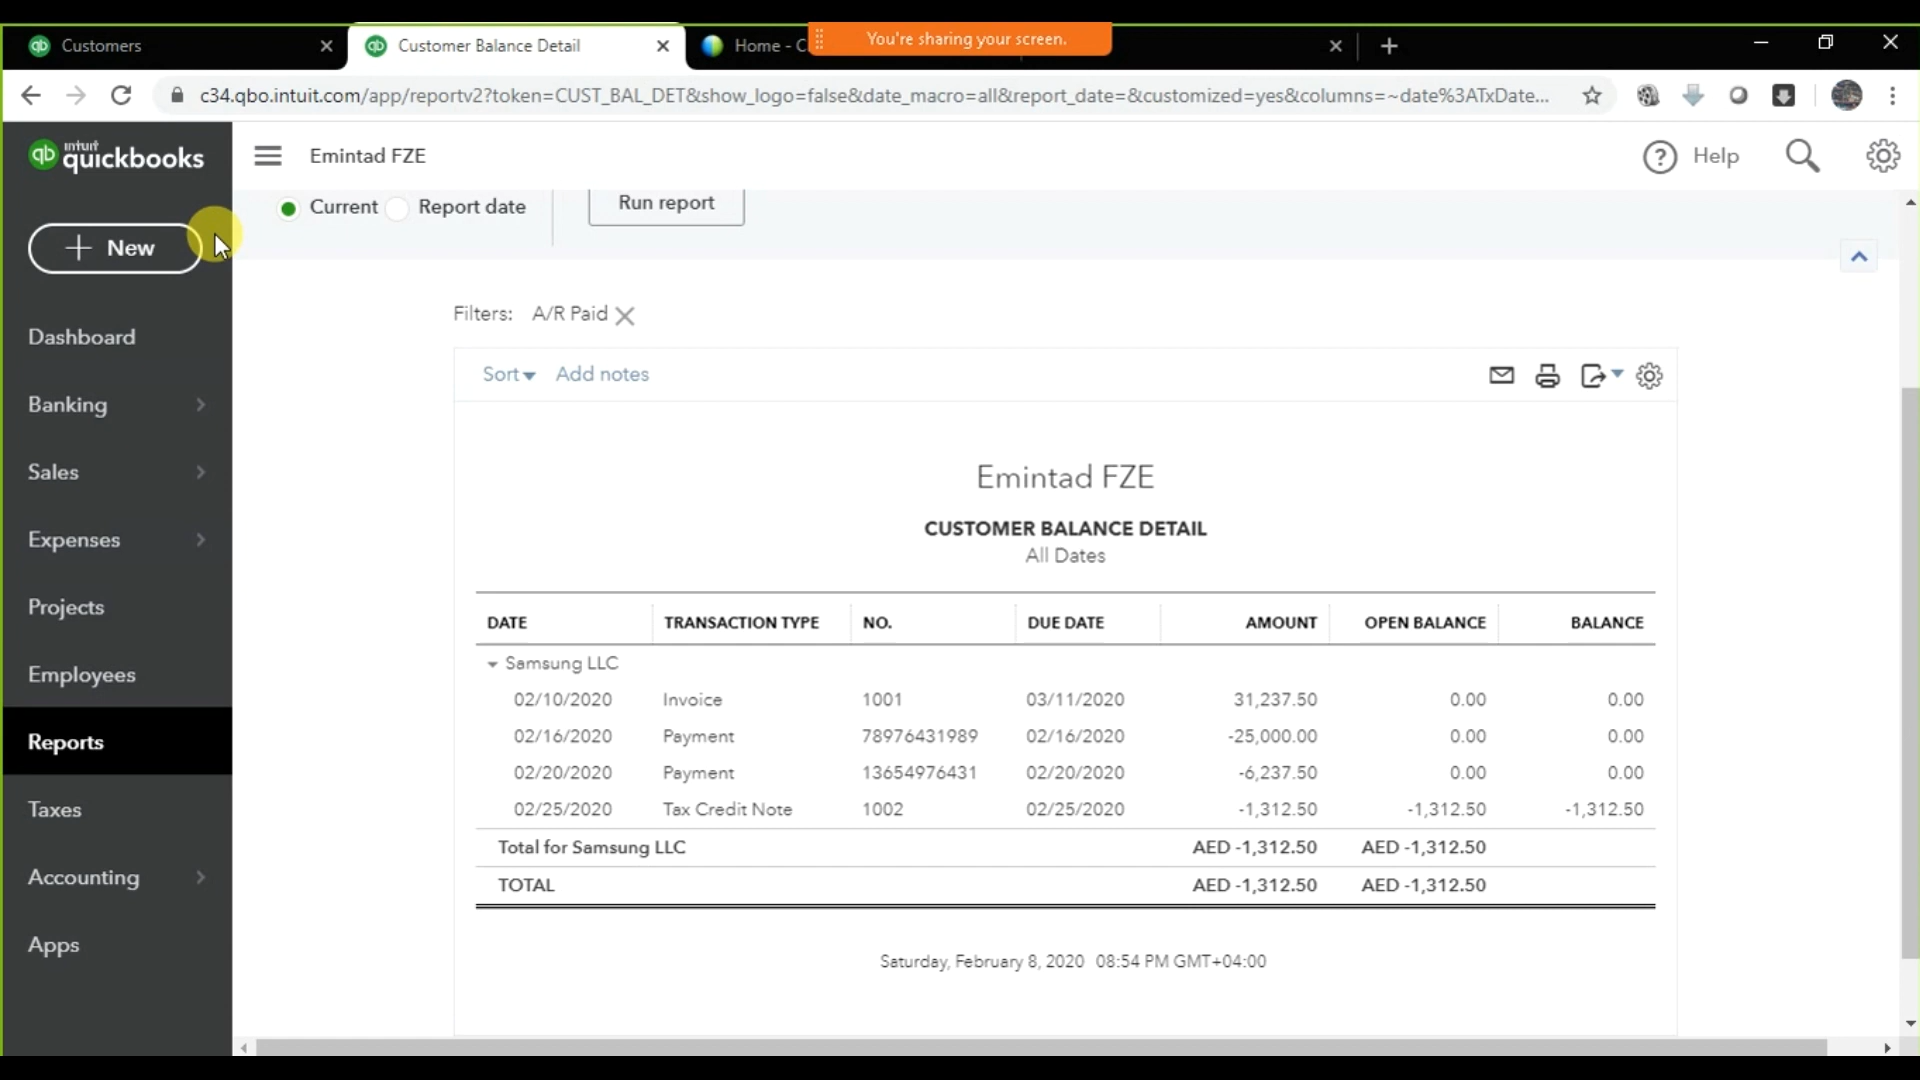 Customers
Customer Balance Detail
Home - C
You're sharing your screen.
c34.qbo.intuit.com/app/reportv2?token=CUST_BAL_DET&show_logo=false&date_macro=all&report_date=&customized=yes&columns=~date%3ATxDate...
qb intuit quickbooks
Emintad FZE
? Help
Current Report date Run report
+ New
Filters: A/R Paid
Dashboard
Sort Add notes
Banking
Sales
Expenses
Projects
Employees
Reports
Taxes
Accounting
Apps
Emintad FZE
CUSTOMER BALANCE DETAIL
All Dates
DATE TRANSACTION TYPE NO. DUE DATE AMOUNT OPEN BALANCE BALANCE
Samsung LLC
02/10/2020 Invoice 1001 03/11/2020 31,237.50 0.00 0.00
02/16/2020 Payment 78976431989 02/16/2020 -25,000.00 0.00 0.00
02/20/2020 Payment 13654976431 02/20/2020 -6,237.50 0.00 0.00
02/25/2020 Tax Credit Note 1002 02/25/2020 -1,312.50 -1,312.50 -1,312.50
Total for Samsung LLC AED -1,312.50 AED -1,312.50
TOTAL AED -1,312.50 AED -1,312.50
Saturday, February 8, 2020 08:54 PM GMT+04:00